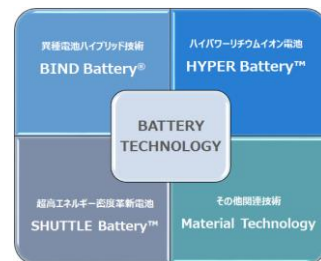 異種電池ハイブリッド技術
BIND Battery®
ハイパワーリチウムイオン電池
HYPER Battery™
BATTERY
TECHNOLOGY
超高エネルギー密度革新電池
SHUTTLE Battery™
その他関連技術
Material Technology